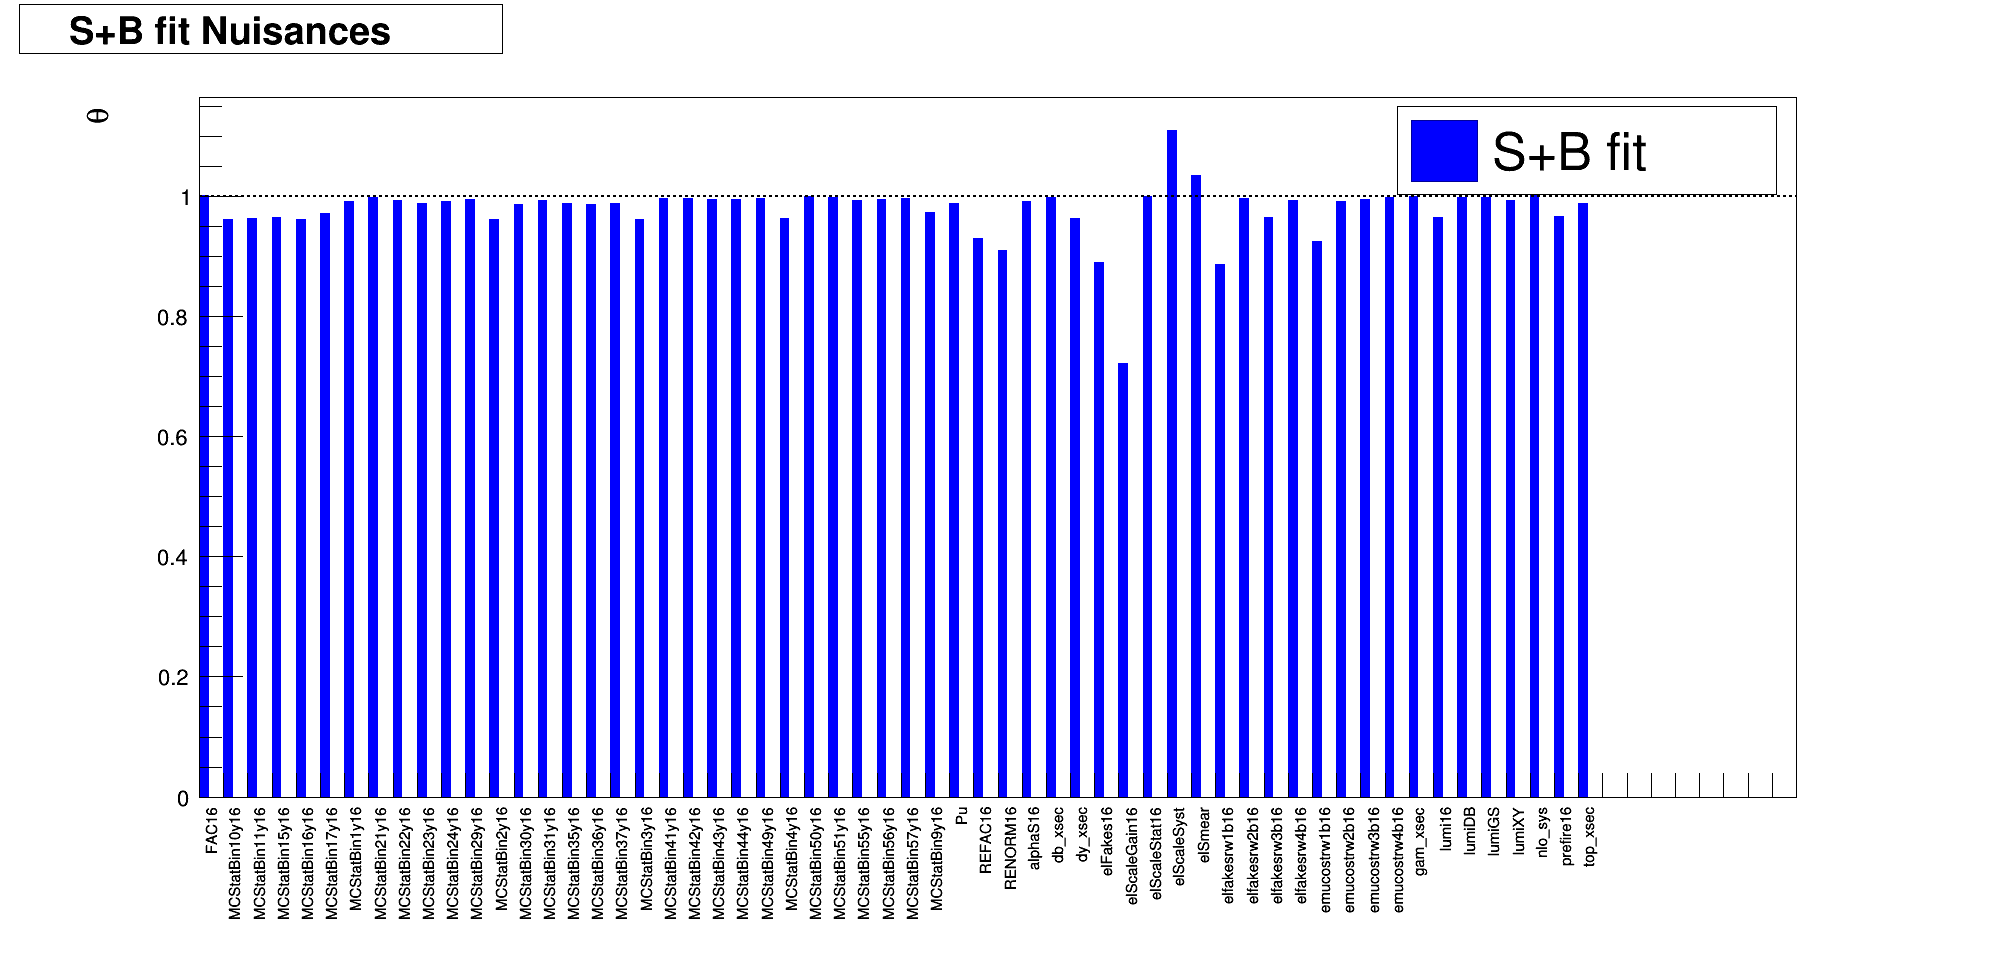 S+B fit Nuisances
θ
S+B fit
1
0.8
0.6
0.4
0.2
0
FAC16
MCStatBin10y16
MCStatBin11y16
MCStatBin15y16
MCStatBin16y16
MCStatBin17y16
MCStatBin1y16
MCStatBin21y16
MCStatBin22y16
MCStatBin23y16
MCStatBin24y16
MCStatBin29y16
MCStatBin2y16
MCStatBin30y16
MCStatBin31y16
MCStatBin35y16
MCStatBin36y16
MCStatBin37y16
MCStatBin3y16
MCStatBin41y16
MCStatBin42y16
MCStatBin43y16
MCStatBin44y16
MCStatBin49y16
MCStatBin4y16
MCStatBin50y16
MCStatBin51y16
MCStatBin55y16
MCStatBin56y16
MCStatBin57y16
MCStatBin9y16
Pu
REFAC16
RENORM16
alphaS16
db_xsec
dy_xsec
elFakes16
elScaleGain16
elScaleStat16
elScaleSyst
elSmear
elfakesrw1b16
elfakesrw2b16
elfakesrw3b16
elfakesrw4b16
emucostrw1b16
emucostrw2b16
emucostrw3b16
emucostrw4b16
gam_xsec
lumi16
lumiDB
lumiGS
lumiXY
nlo_sys
prefire16
top_xsec